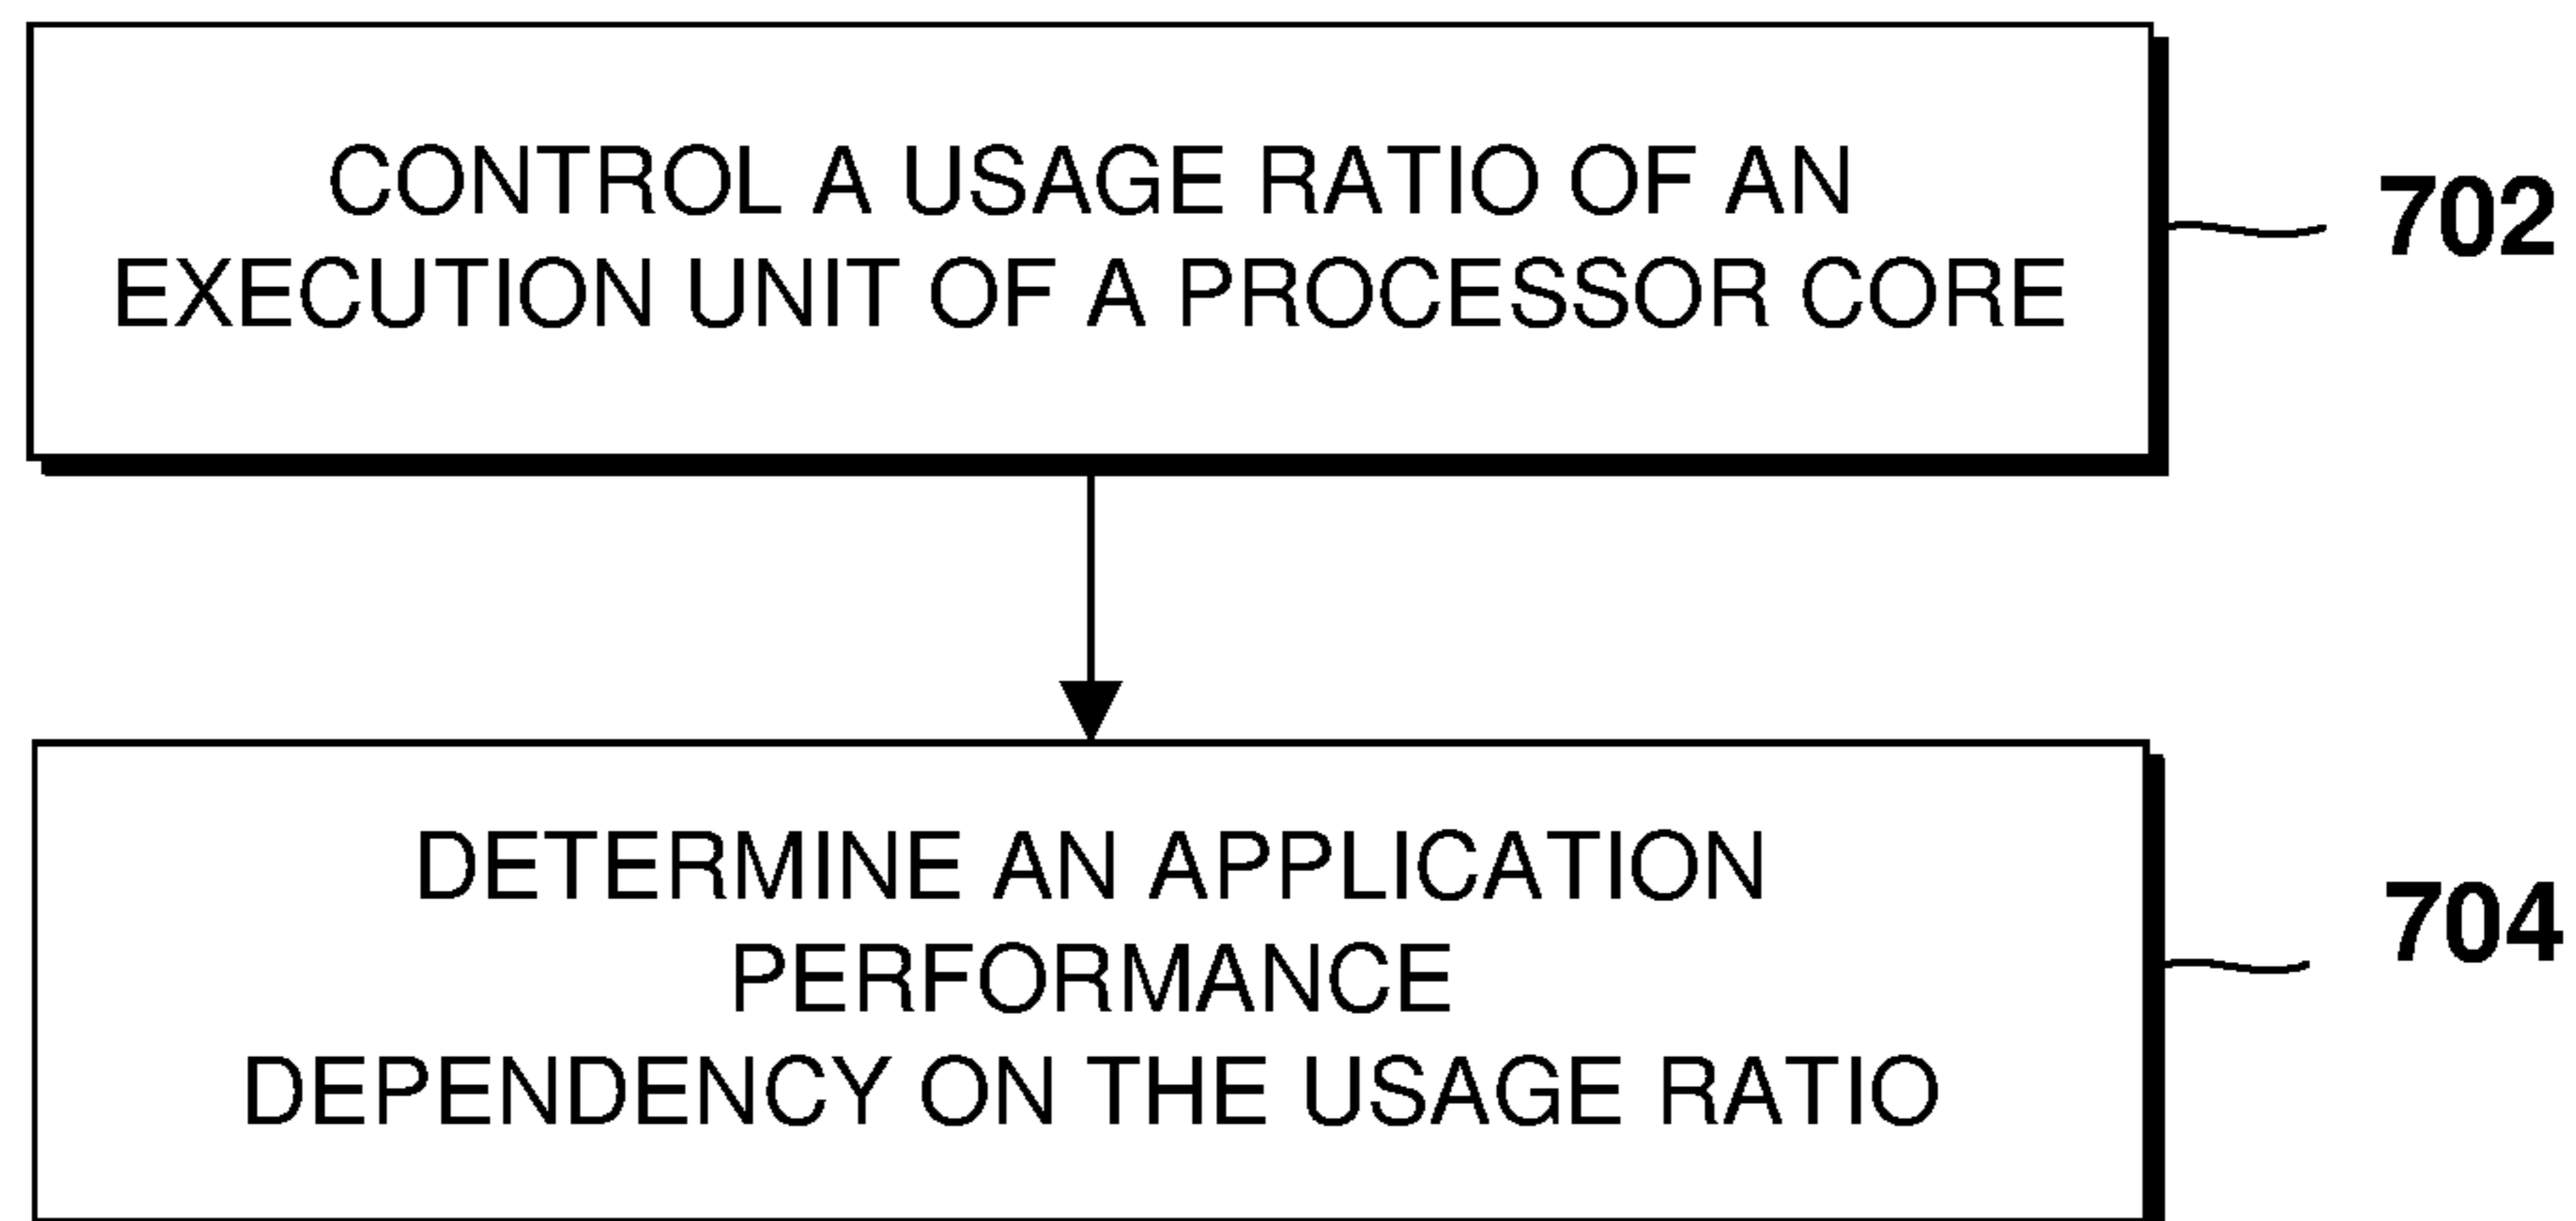 CONTROL A USAGE RATIO OF AN
EXECUTION UNIT OF A PROCESSOR CORE
702
DETERMINE AN APPLICATION
PERFORMANCE
DEPENDENCY ON THE USAGE RATIO
704